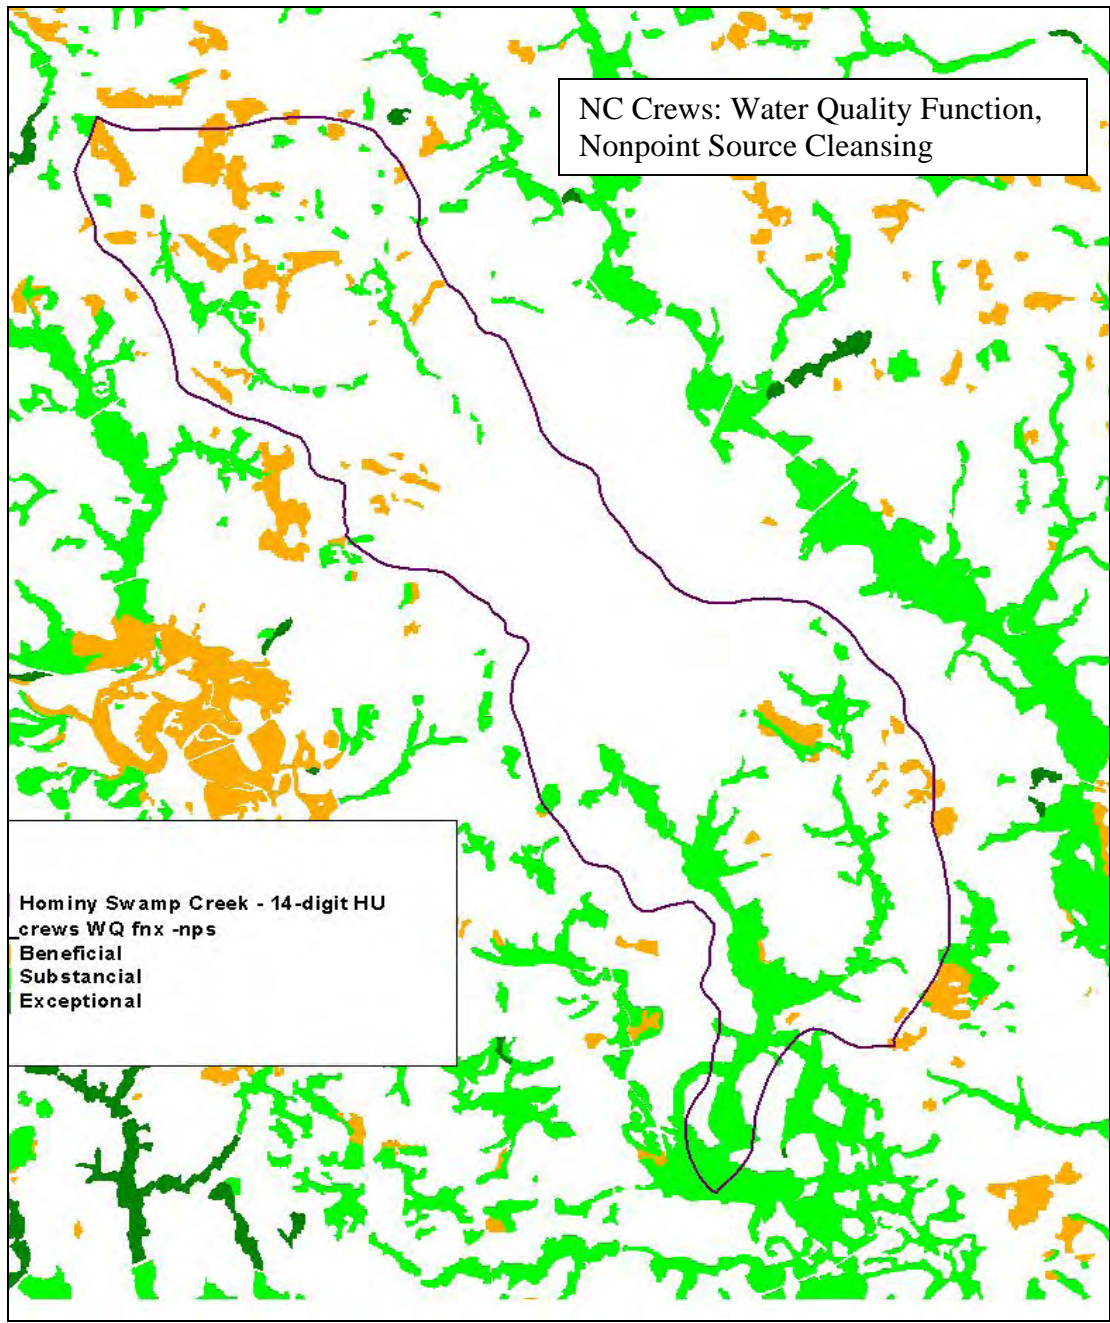 NC Crews: Water Quality Function,
Nonpoint Source Cleansing
Hominy Swamp Creek - 14-digit HU
_crews WQ fnx -nps
Beneficial
Substancial
Exceptional